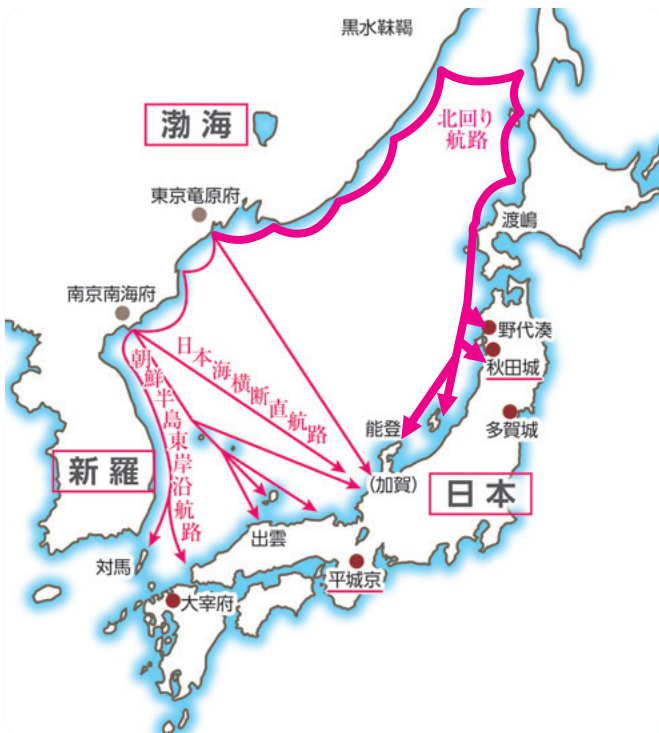 黒水靺鞨
北回り
航路
渤海
東京竜原府
渡嶋
南京南海府
野代湊
秋田城
日本海横断直航路
朝鮮半島東岸沿航路
能登
多賀城
新羅
(加賀)
日本
出雲
対馬
平城京
大宰府